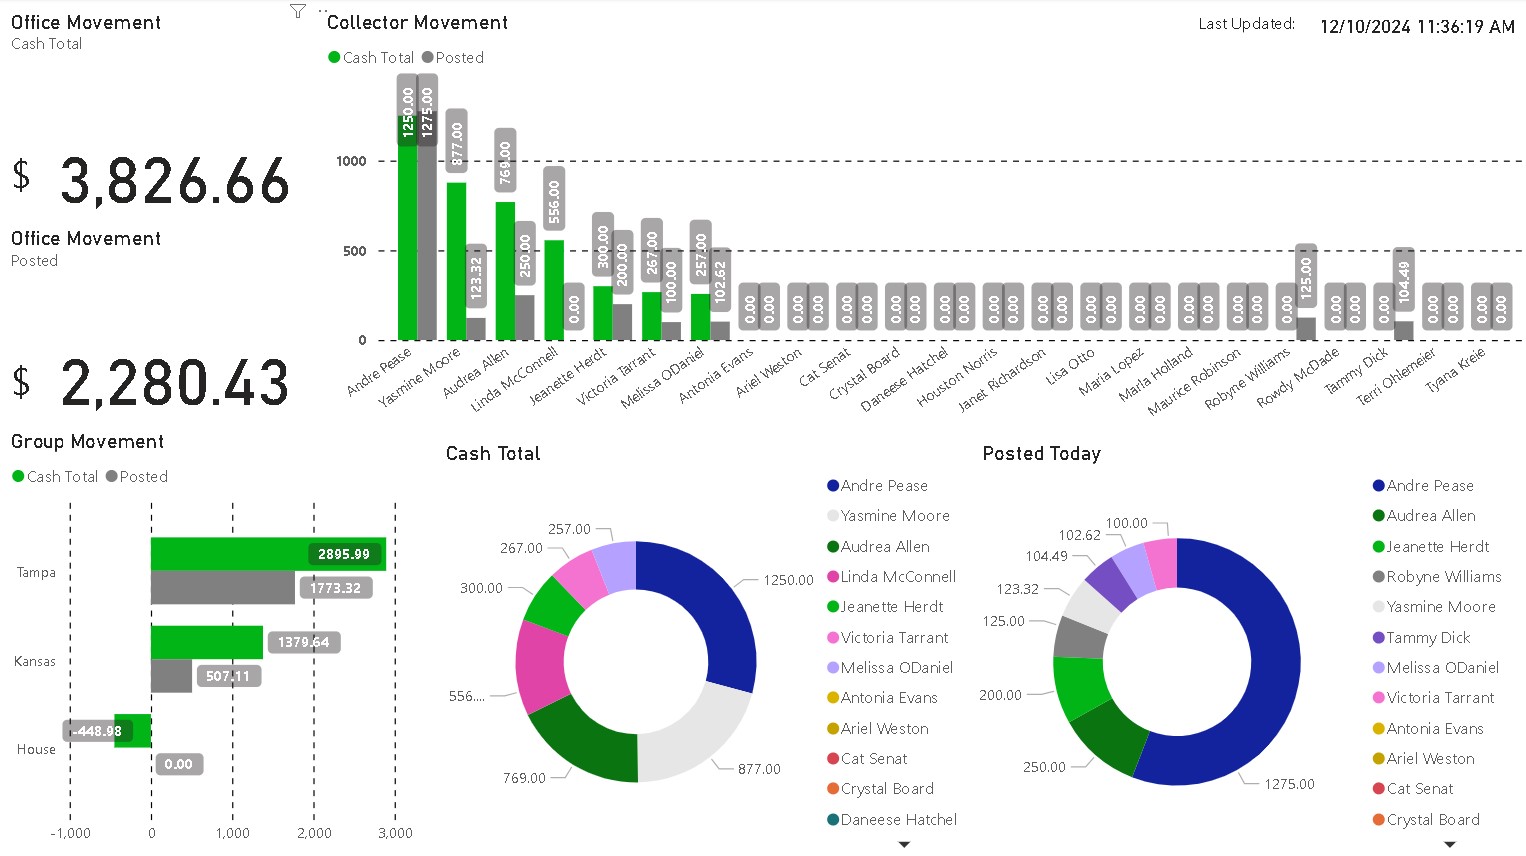 Office Movement
Cash Total
$ 3,826.66
Office Movement
Posted
$ 2,280.43
Collector Movement
Cash Total Posted
Last Updated: 12/10/2024 11:36:19 AM
1000
500
0
1250.00 1275.00 877.00 123.32 769.00 250.00 556.00 0.00 300.00 200.00 267.00 100.00 257.00 102.62 0.00 0.00 0.00 0.00 0.00 0.00 0.00 0.00 0.00 0.00 0.00 0.00 0.00 0.00 0.00 0.00 0.00 0.00 0.00 0.00 0.00 0.00 0.00 125.00 0.00 0.00 0.00 104.49 0.00 0.00 0.00 0.00
Andre Pease
Yasmine Moore
Audrea Allen
Linda McConnell
Jeanette Herdt
Victoria Tarrant
Melissa ODaniel
Antonia Evans
Ariel Weston
Cat Senat
Crystal Board
Daneese Hatchel
Houston Norris
Janet Richardson
Lisa Otto
Maria Lopez
Marla Holland
Maurice Robinson
Robyne Williams
Rowdy McDade
Tammy Dick
Terri Ohlemeier
Tyana Kreie
Group Movement
Cash Total Posted
Tampa
2895.99
1773.32
Kansas
1379.64
507.11
House
-448.98
0.00
-1,000 0 1,000 2,000 3,000
Cash Total
257.00
267.00
300.00
556....
769.00
877.00
1250.00
Andre Pease
Yasmine Moore
Audrea Allen
Linda McConnell
Jeanette Herdt
Victoria Tarrant
Melissa ODaniel
Antonia Evans
Ariel Weston
Cat Senat
Crystal Board
Daneese Hatchel
Posted Today
100.00
102.62
104.49
123.32
125.00
200.00
250.00
1275.00
Andre Pease
Audrea Allen
Jeanette Herdt
Robyne Williams
Yasmine Moore
Tammy Dick
Melissa ODaniel
Victoria Tarrant
Antonia Evans
Ariel Weston
Cat Senat
Crystal Board